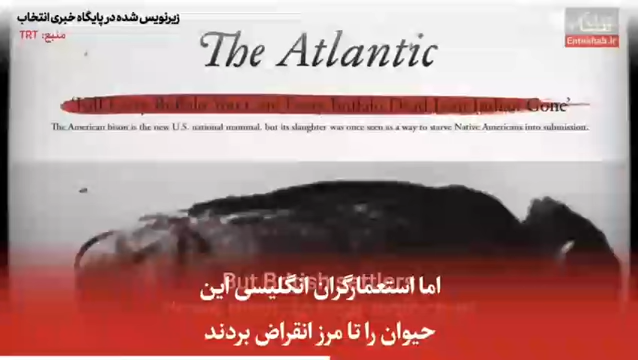 زیرنویس شده در پایگاه خبری انتخاب
منبع: TRT
Entekhab.ir
The Atlantic
'Kill Every Buffalo You Can! Every Buffalo Dead Is an Indian Gone'
The American bison is the new U.S. national mammal, but its slaughter was once seen as a way to starve Native Americans into submission.
But British settlers
اما استعمارگران انگلیسی این
حیوان را تا مرز انقراض بردند